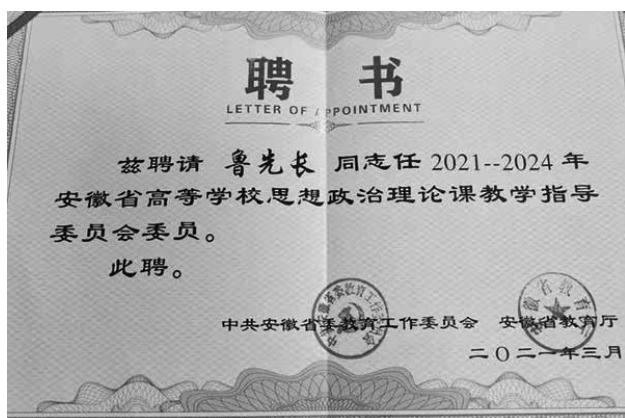 聘 书
LETTER OF APPOINTMENT
兹聘请 鲁先长 同志任 2021--2024 年
安徽省高等学校思想政治理论课教学指导
委员会委员。
此聘。
中共安徽省委教育工作委员会 安徽省教育厅
二〇二一年三月